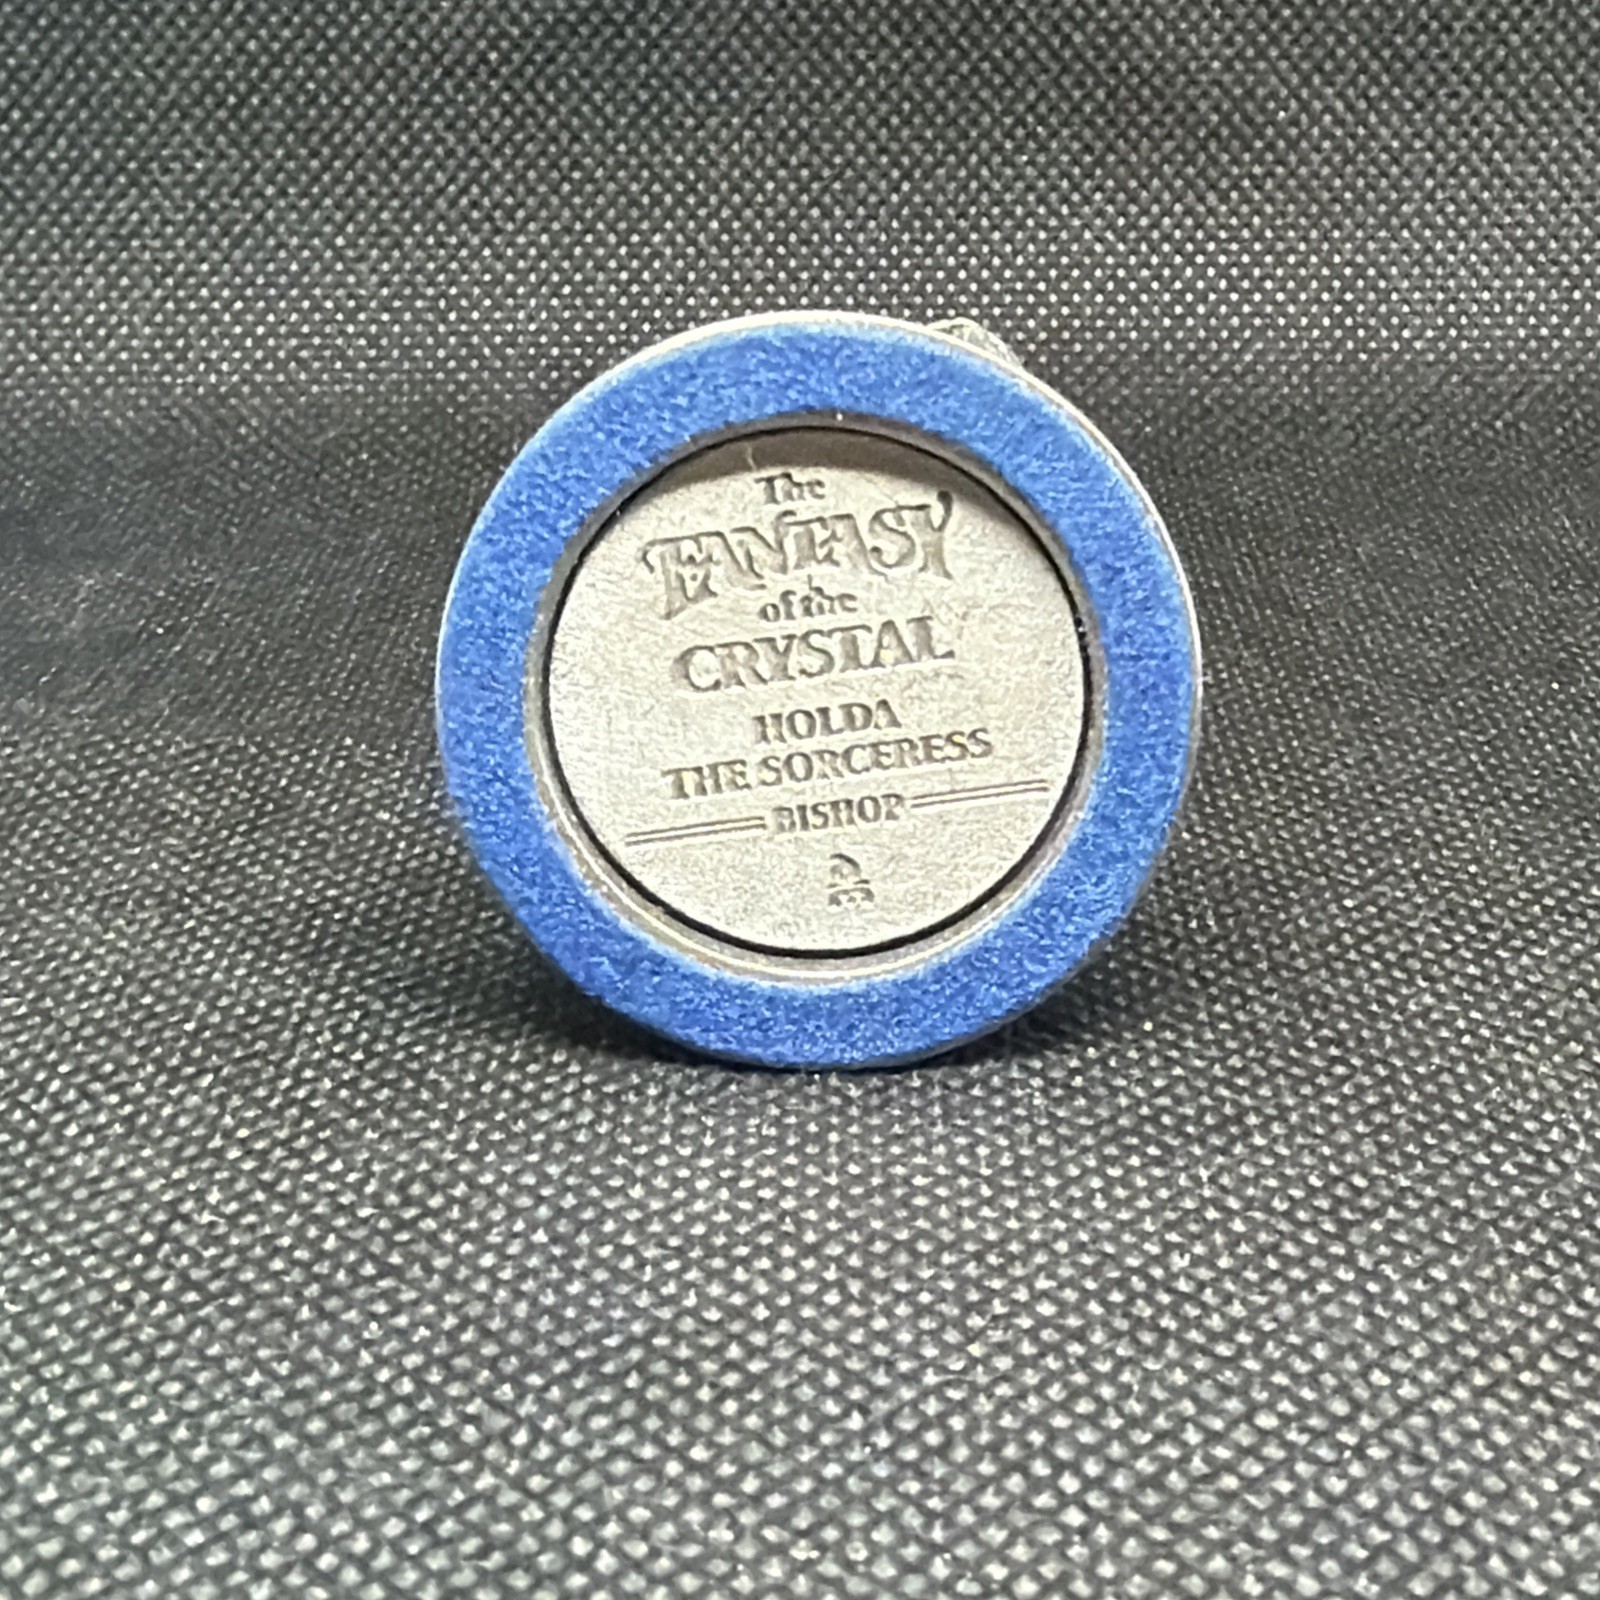 The
FANTASY
of the
CRYSTAL
HOLDA
THE SORCERESS
BISHOP